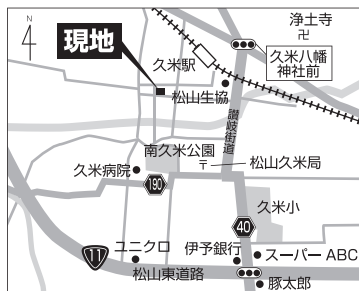 N
4
浄土寺
卍
現地
久米駅
久米八幡
神社前
松山生協
讃岐街道
南久米公園
〒 松山久米局
久米病院
190
久米小
40
11
ユニクロ
伊予銀行
スーパーABC
松山東道路
豚太郎